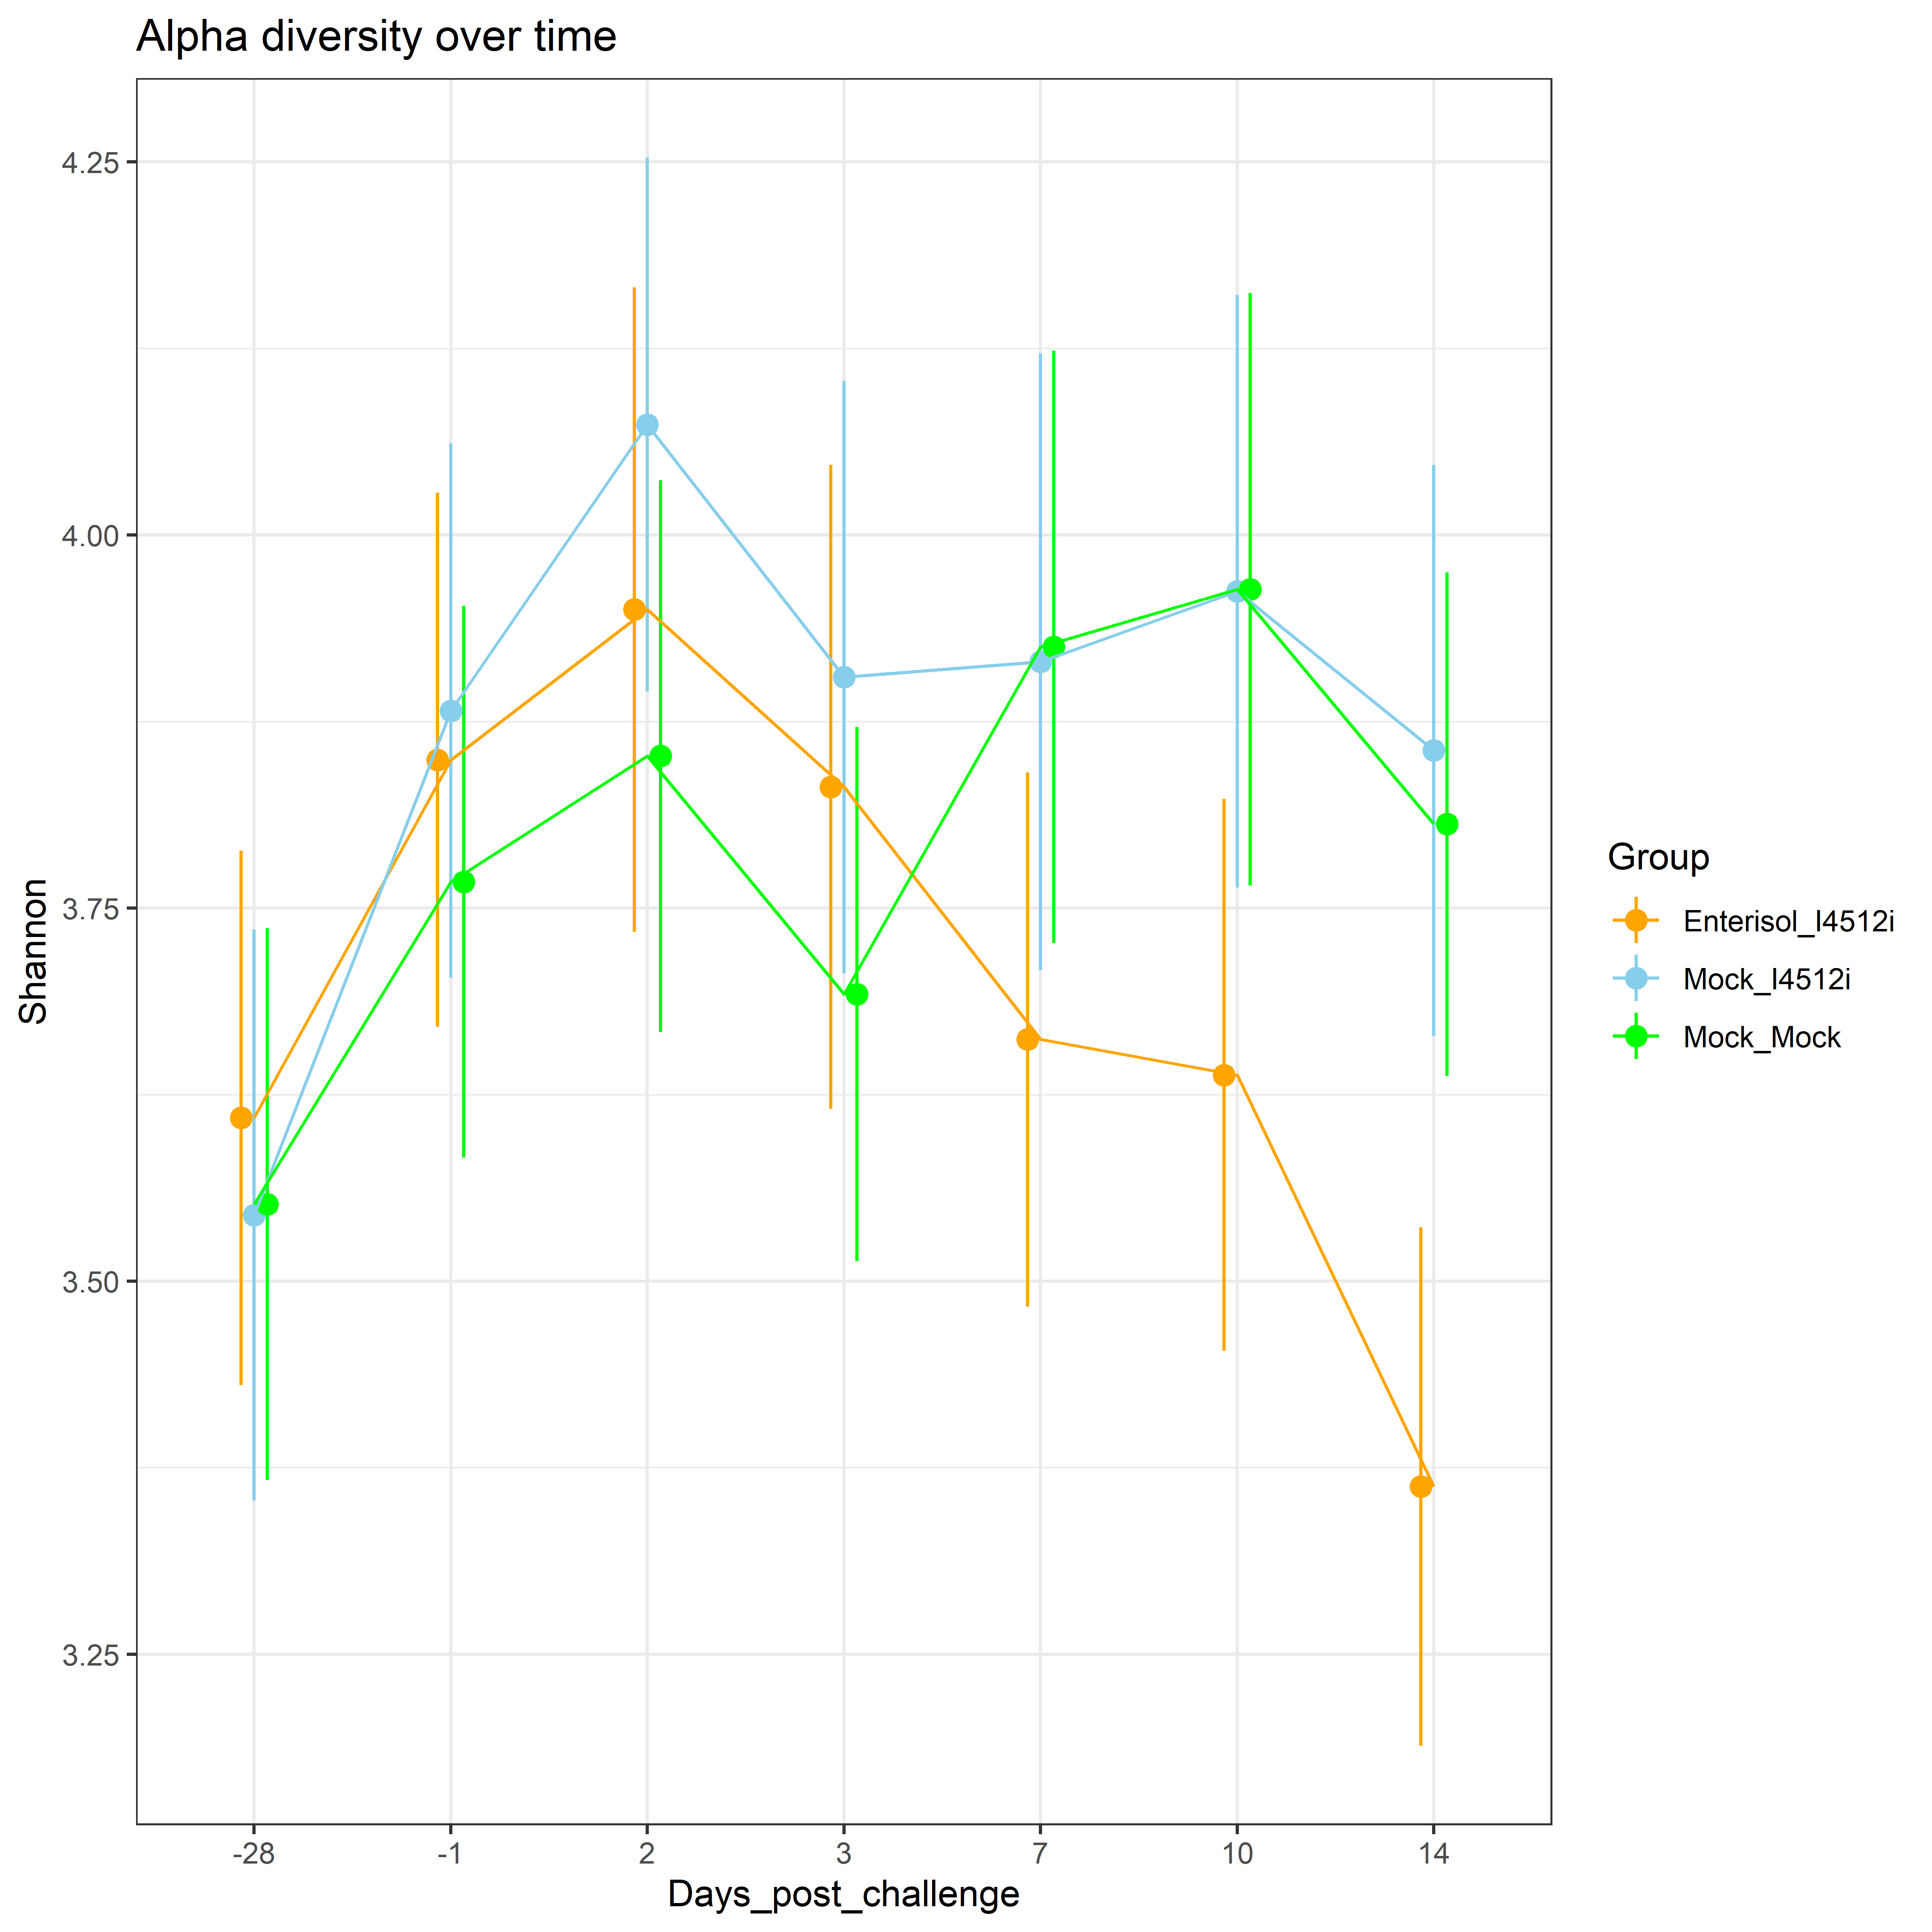 Alpha diversity over time
4.25
4.00
3.75
3.50
3.25
Shannon
-28 -1 2 3 7 10 14
Days_post_challenge
Group
Enterisol_I4512i
Mock_I4512i
Mock_Mock